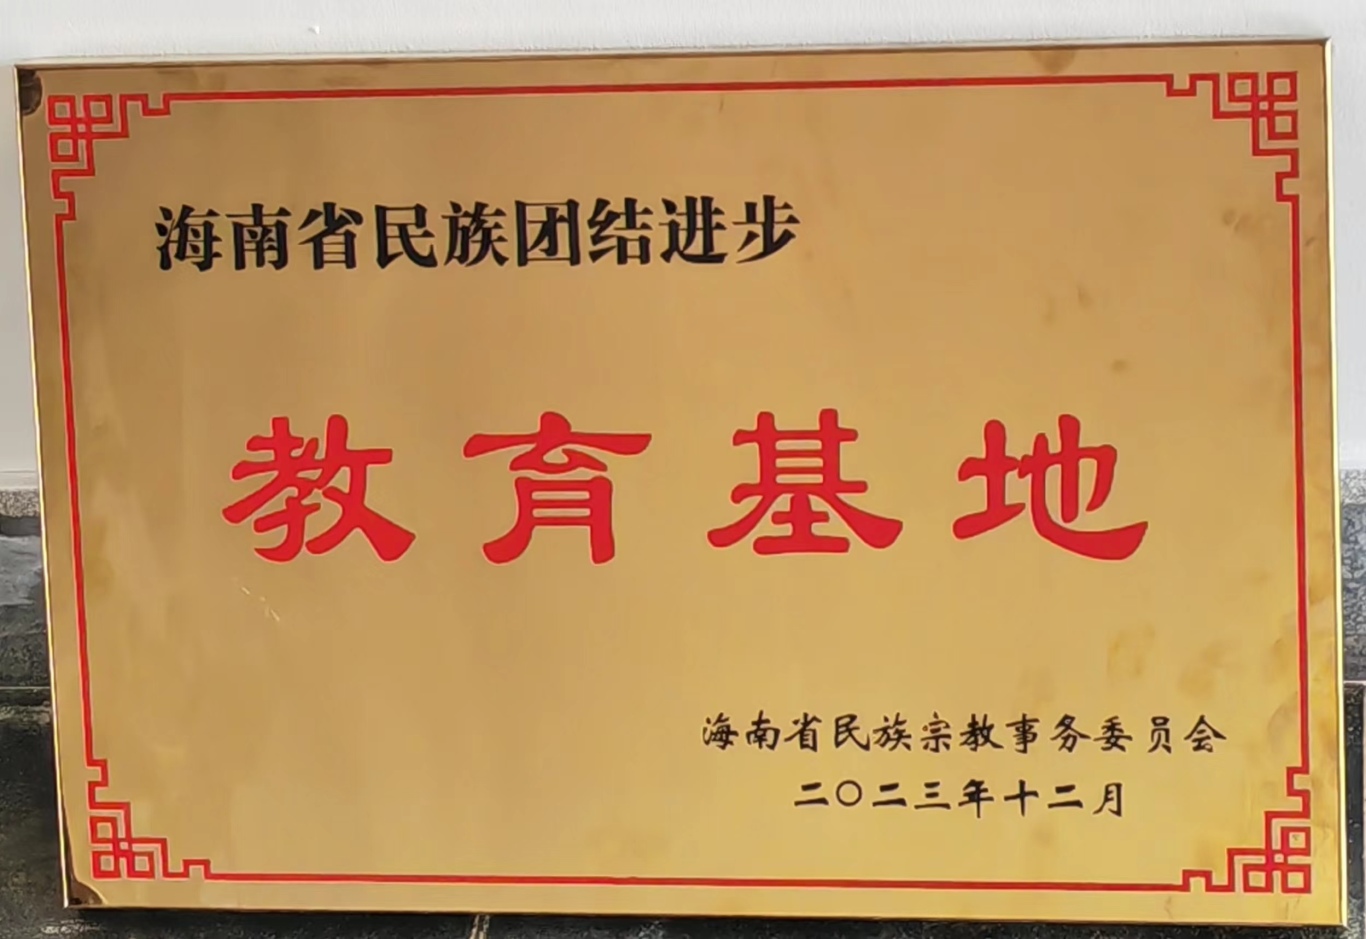 海南省民族团结进步
教育基地
海南省民族宗教事务委员会
二〇二三年十二月